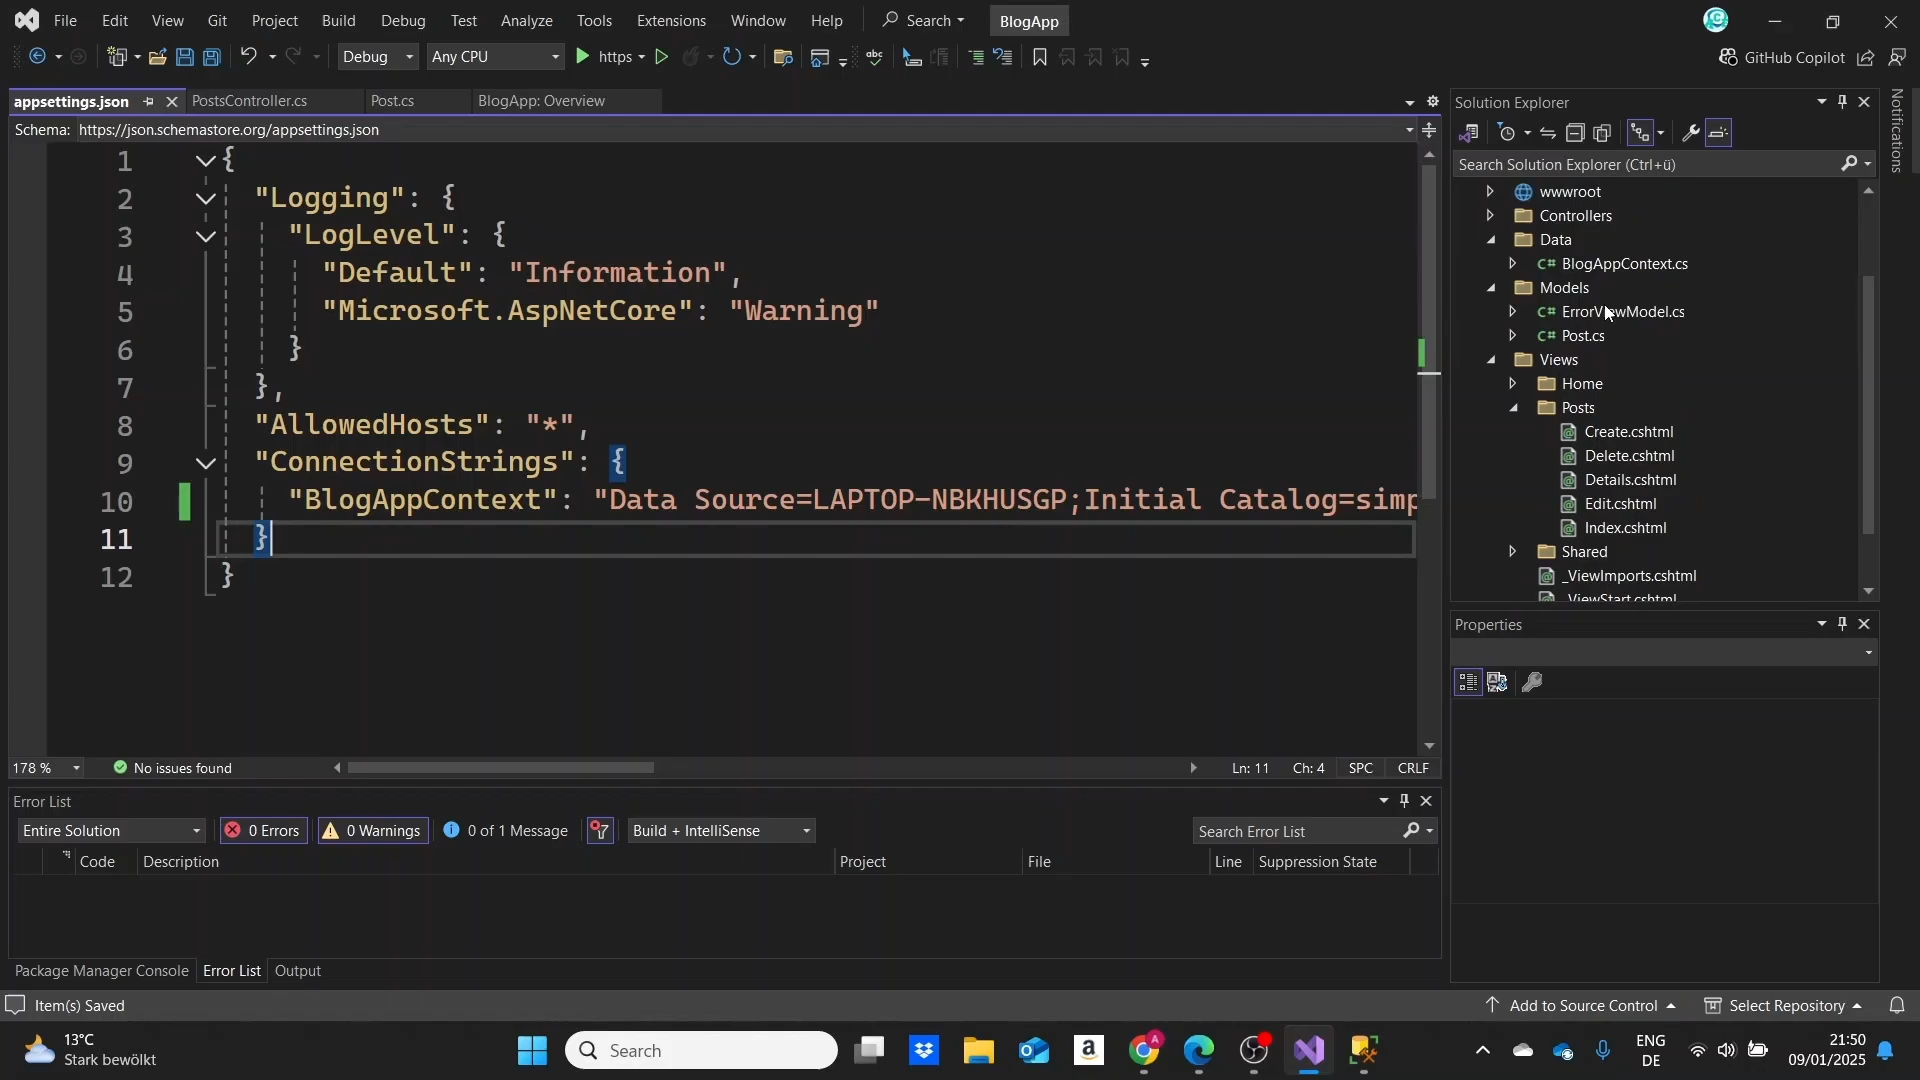 File Edit View Git Project Build Debug Test Analyze Tools Extensions Window Help Search BlogApp
Debug Any CPU https GitHub Copilot
appsettings.json PostsController.cs Post.cs BlogApp: Overview
Schema: https://json.schemastore.org/appsettings.json
1 {
2 "Logging": {
3 "LogLevel": {
4 "Default": "Information",
5 "Microsoft.AspNetCore": "Warning"
6 }
7 },
8 "AllowedHosts": "*",
9 "ConnectionStrings": {
10 "BlogAppContext": "Data Source=LAPTOP-NBKHUSGP;Initial Catalog=simp
11 }
12 }
178 % No issues found Ln: 11 Ch: 4 SPC CRLF
Solution Explorer
Search Solution Explorer (Ctrl+ü)
wwwroot
Controllers
Data
C# BlogAppContext.cs
Models
C# ErrorViewModel.cs
C# Post.cs
Views
Home
Posts
Create.cshtml
Delete.cshtml
Details.cshtml
Edit.cshtml
Index.cshtml
Shared
_ViewImports.cshtml
_ViewStart.cshtml
Notifications
Properties
Error List
Entire Solution 0 Errors 0 Warnings 0 of 1 Message Build + IntelliSense Search Error List
Code Description Project File Line Suppression State
Package Manager Console Error List Output
Item(s) Saved Add to Source Control Select Repository
13°C
Stark bewölkt
Search
ENG
DE
21:50
09/01/2025